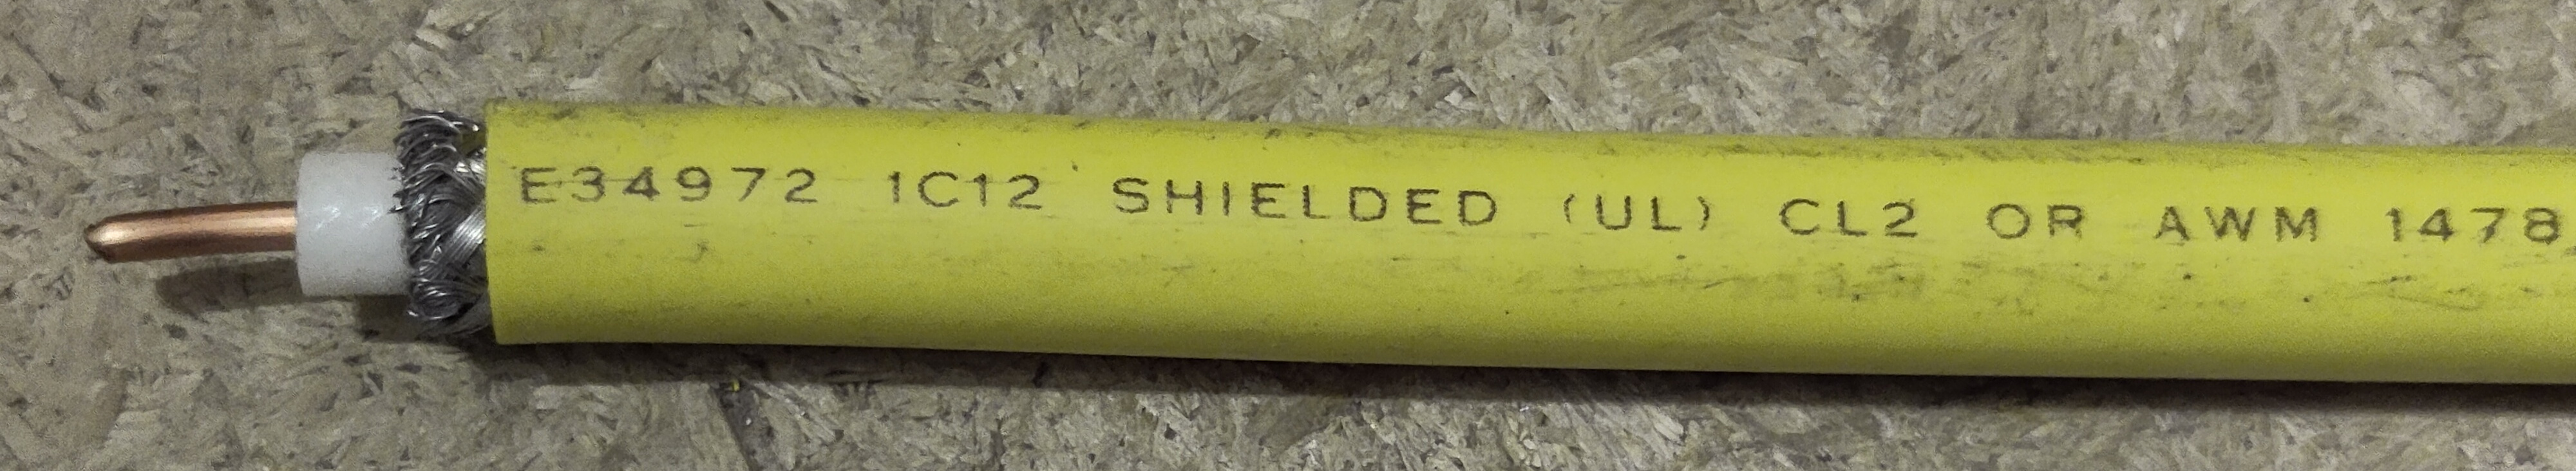 E34972 1C12 SHIELDED (UL) CL2 OR AWM 1478